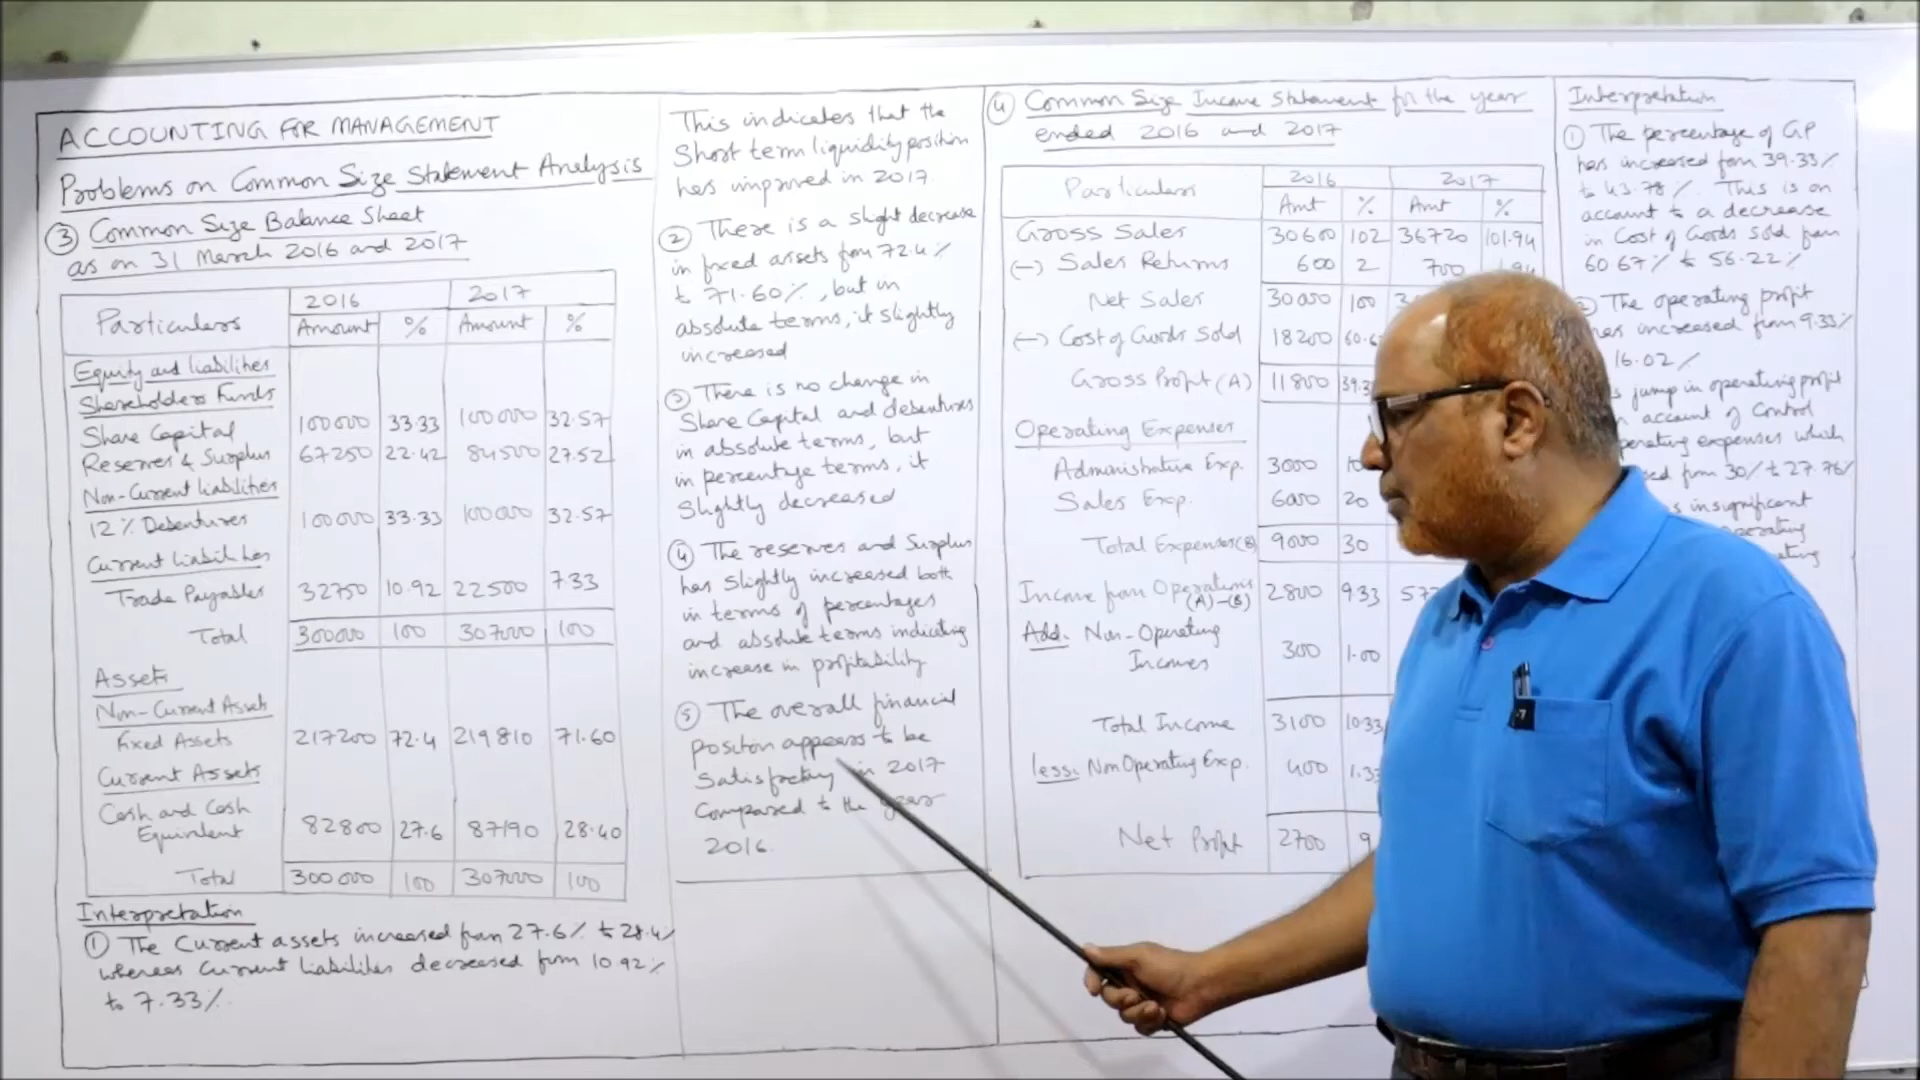 ACCOUNTING FOR MANAGEMENT
Problems on Common Size Statement Analysis
③ Common Size Balance Sheet
as on 31 March 2016 and 2017
Particulars 2016 2017
Amount % Amount %
Equity and liabilities
Shareholders Funds
Share Capital 100000 33.33 100000 32.57
Reserves & Surplus 67250 22.42 84500 27.52
Non-Current liabilities
12% Debentures 100000 33.33 100000 32.57
Current liabilities
Trade Payables 32750 10.92 22500 7.33
Total 300000 100 307000 100
Assets
Non-Current Assets
Fixed Assets 217200 72.4 219810 71.60
Current Assets
Cash and Cash
Equivalent 82800 27.6 87190 28.40
Total 300000 100 307000 100
Interpretation
① The Current assets increased from 27.6% to 28.4%
whereas Current liabilities decreased from 10.92%
to 7.33%.
This indicates that the
Short term liquidity position
has improved in 2017.
② There is a slight decrease
in fixed assets from 72.4%
to 71.60%, but in
absolute terms, it slightly
increased
③ There is no change in
Share Capital and debentures
in absolute terms, but
in percentage terms, it
Slightly decreased
④ The reserves and Surplus
has slightly increased both
in terms of percentages
and absolute terms indicating
increase in profitability
⑤ The overall financial
position appears to be
Satisfactory in 2017
Compared to the year
2016.
④ Common Size Income Statement for the year
ended 2016 and 2017
Particulars 2016 2017
Amt % Amt %
Gross Sales 30600 102 36720 101.94
(-) Sales Returns 600 2 700
Net Sales 30000 100
(-) Cost of Goods Sold 18200
Gross Profit (A) 11800
Operating Expenses
Administrative Exp. 3000
Sales Exp. 6000 20
Total Expenses (B) 9000 30
Income from Operations 2800 9.33
(A)-(B)
Add: Non-Operating
Incomes 300 1.00
Total Income 3100 10.33
less: Non Operating Exp. 400 1.33
Net Profit 2700 9
Interpretation
① The percentage of GP
has increased from 39.33%
to 43.78%. This is on
account to a decrease
in Cost of Goods sold from
60.67% to 56.22%
The operating profit
has increased from 9.33%
16.02%
jump in operating profit
account of Control
operating expenses which
from 30% to 27.76%
insignificant
operating